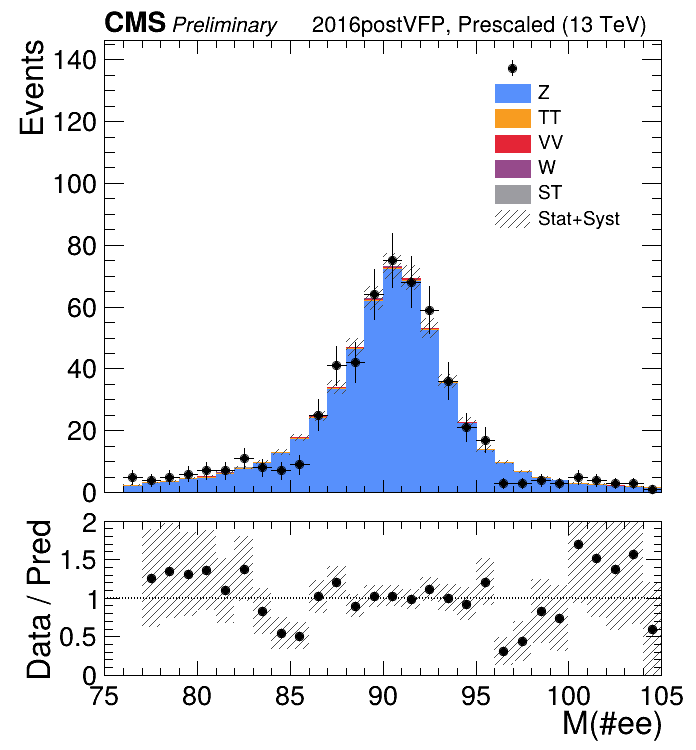 CMS Preliminary 2016postVFP, Prescaled (13 TeV)
Events
140
120
100
80
60
40
20
0
Z
TT
VV
W
ST
Stat+Syst
Data / Pred
2
1.5
1
0.5
0
75 80 85 90 95 100 105
M(#ee)